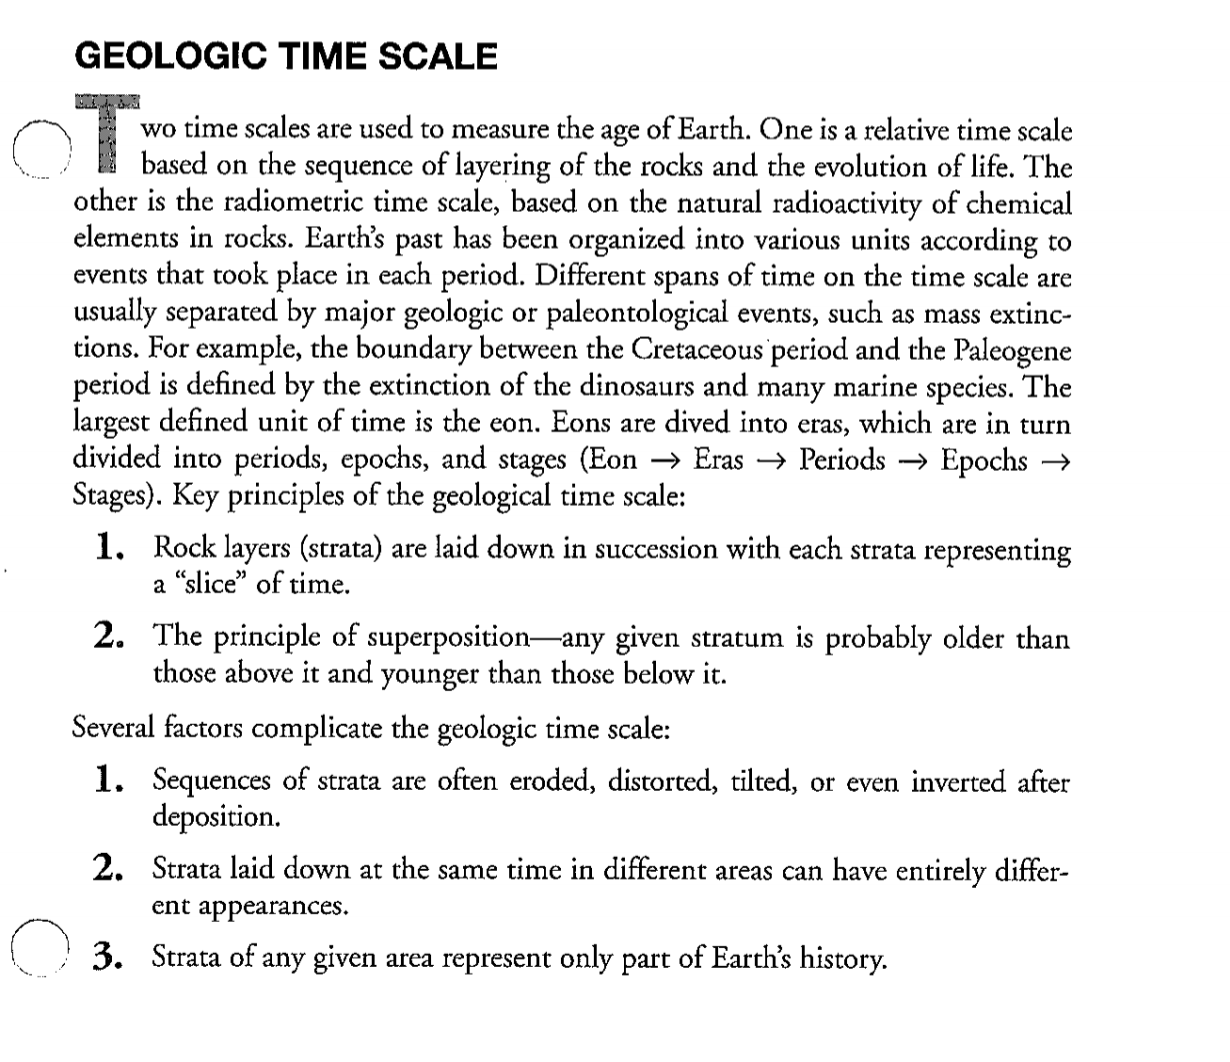 GEOLOGIC TIME SCALE
Two time scales are used to measure the age of Earth. One is a relative time scale
based on the sequence of layering of the rocks and the evolution of life. The
other is the radiometric time scale, based on the natural radioactivity of chemical
elements in rocks. Earth's past has been organized into various units according to
events that took place in each period. Different spans of time on the time scale are
usually separated by major geologic or paleontological events, such as mass extinc-
tions. For example, the boundary between the Cretaceous period and the Paleogene
period is defined by the extinction of the dinosaurs and many marine species. The
largest defined unit of time is the eon. Eons are dived into eras, which are in turn
divided into periods, epochs, and stages (Eon → Eras → Periods → Epochs →
Stages). Key principles of the geological time scale:
1. Rock layers (strata) are laid down in succession with each strata representing
a “slice” of time.
2. The principle of superposition—any given stratum is probably older than
those above it and younger than those below it.
Several factors complicate the geologic time scale:
1. Sequences of strata are often eroded, distorted, tilted, or even inverted after
deposition.
2. Strata laid down at the same time in different areas can have entirely differ-
ent appearances.
3. Strata of any given area represent only part of Earth's history.